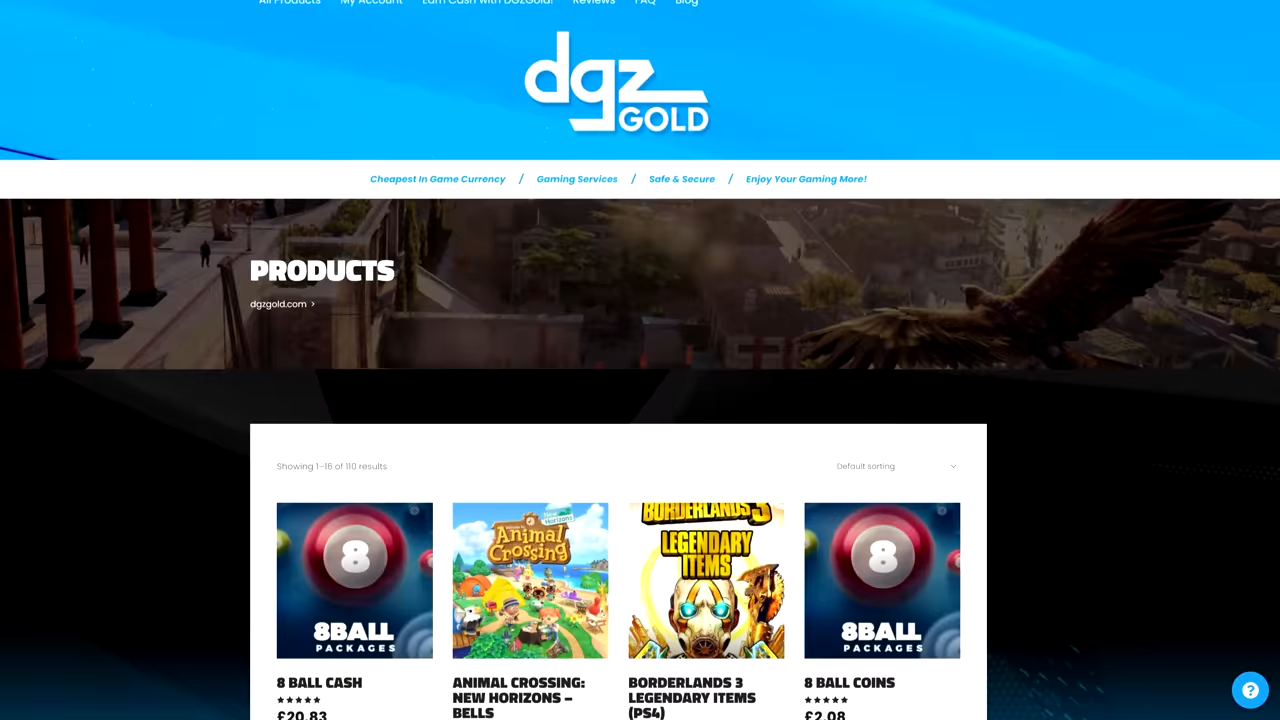 All Products My Account Earn Cash with DGzGold! Reviews FAQ Blog
dgz
GOLD
Cheapest In Game Currency / Gaming Services / Safe & Secure / Enjoy Your Gaming More!
PRODUCTS
dgzgold.com >
Showing 1–16 of 110 results
Default sorting
8
8BALL
PACKAGES
New Horizons
Animal Crossing
BORDERLANDS 3
LEGENDARY
ITEMS
8
8BALL
PACKAGES
8 BALL CASH
£20.83
ANIMAL CROSSING:
NEW HORIZONS –
BELLS
BORDERLANDS 3
LEGENDARY ITEMS
(PS4)
8 BALL COINS
£2.08
?